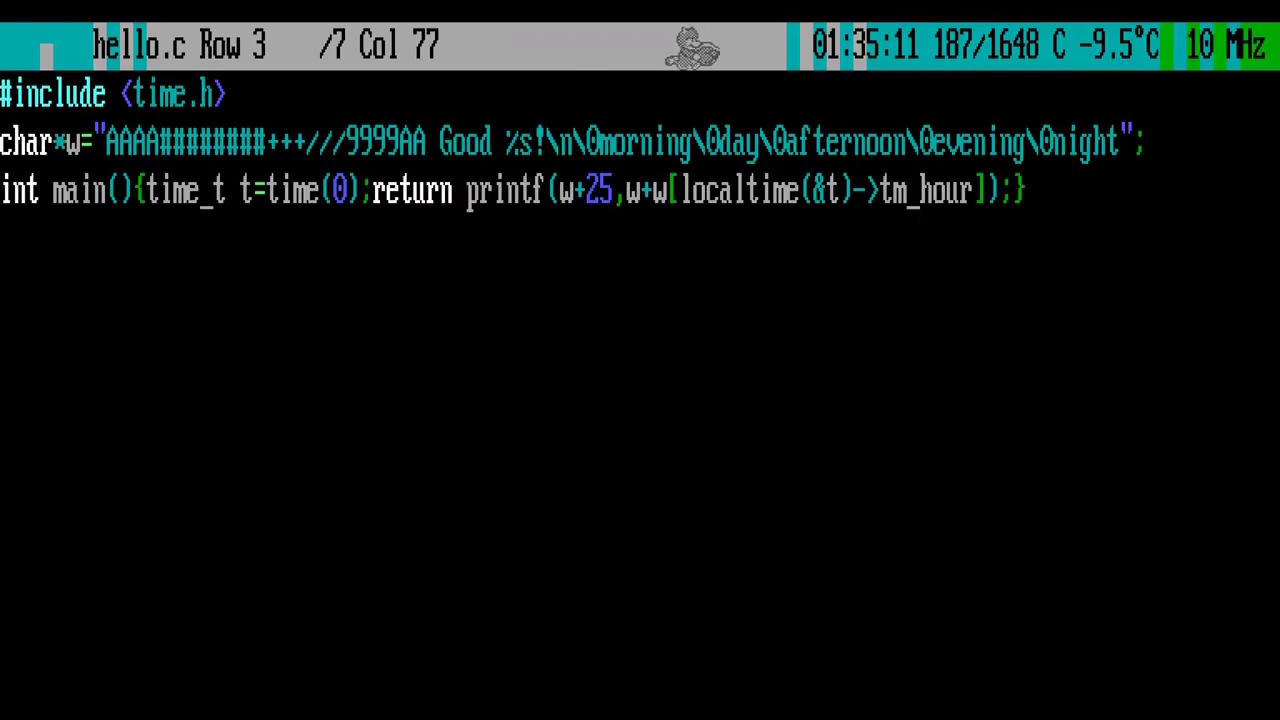 hello.c Row 3   /7 Col 77 01:35:11 187/1648 C -9.5°C 10 MHz
#include <time.h>
char*w="AAAA########+++///9999AA Good %s!\n\0morning\0day\0afternoon\0evening\0night";
int main(){time_t t=time(0);return printf(w+25,w+w[localtime(&t)->tm_hour]);}